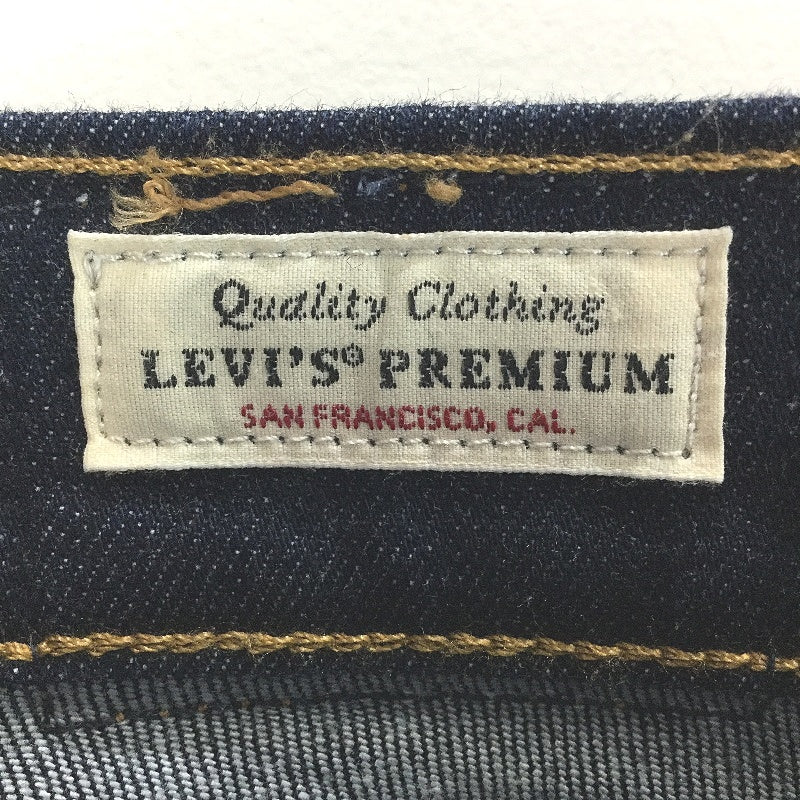 Quality Clothing
LEVI'S® PREMIUM
SAN FRANCISCO, CAL.